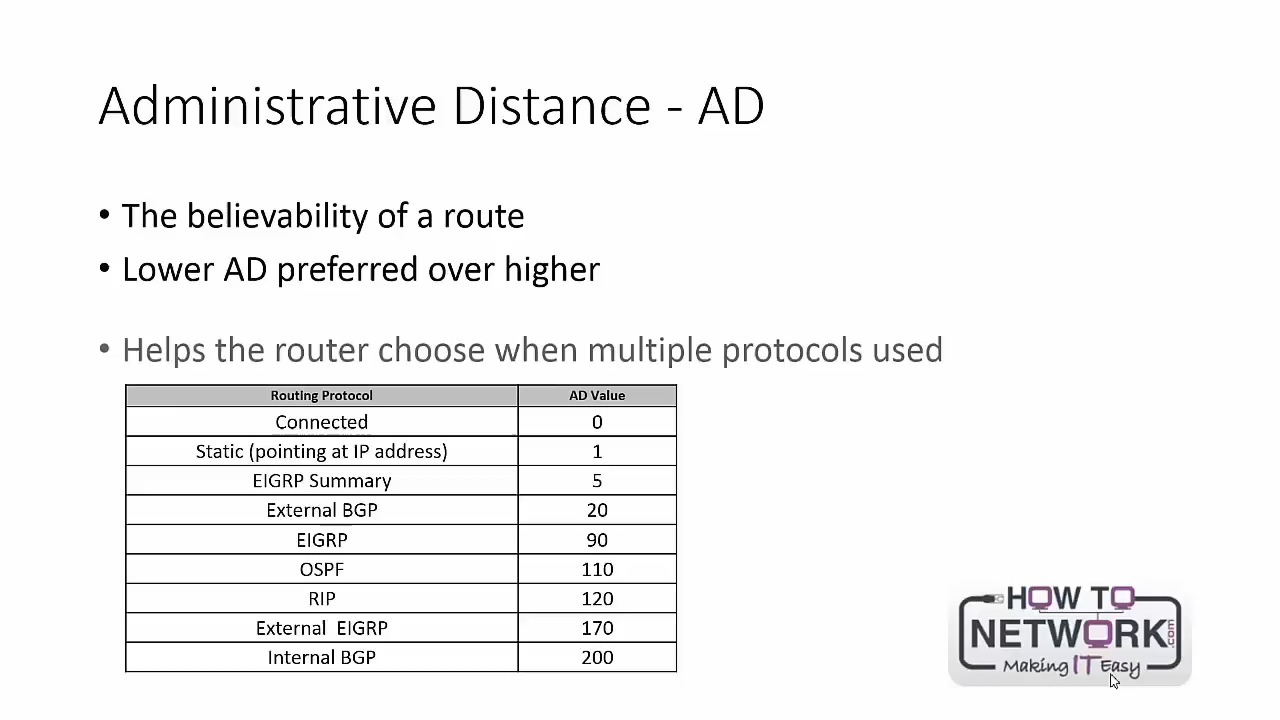 Administrative Distance - AD
• The believability of a route
• Lower AD preferred over higher
• Helps the router choose when multiple protocols used
Routing Protocol AD Value
Connected 0
Static (pointing at IP address) 1
EIGRP Summary 5
External BGP 20
EIGRP 90
OSPF 110
RIP 120
External EIGRP 170
Internal BGP 200
HOW TO
NETWORK.com
Making IT Easy